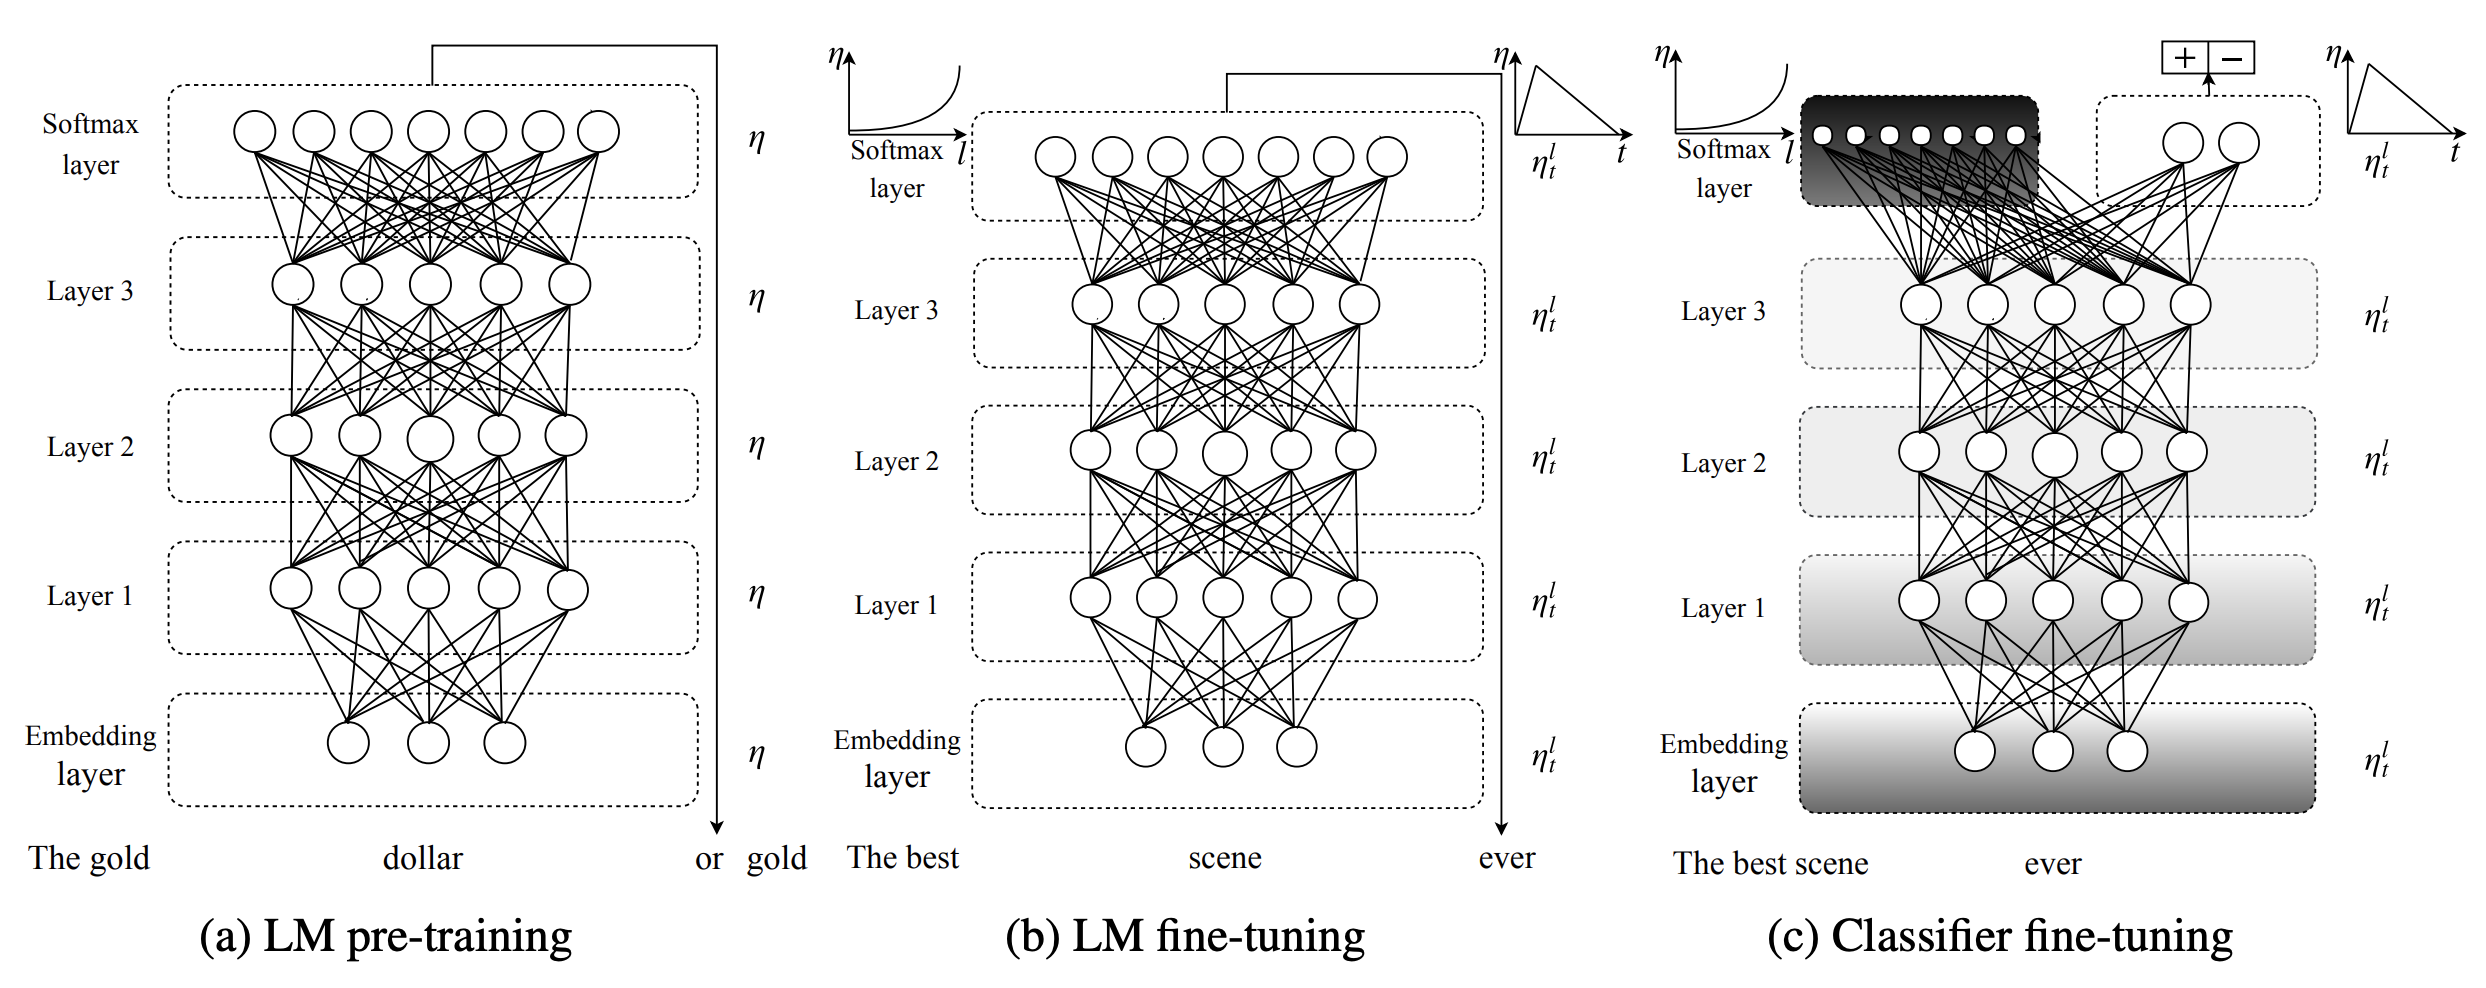 Softmax
layer
η
Layer 3
η
Layer 2
η
Layer 1
η
Embedding
layer
η
The gold dollar or gold
(a) LM pre-training
η
l
η
t
Softmax
layer
η_t^l
Layer 3
η_t^l
Layer 2
η_t^l
Layer 1
η_t^l
Embedding
layer
η_t^l
The best scene ever
(b) LM fine-tuning
η
l
+ −
η
t
Softmax
layer
η_t^l
Layer 3
η_t^l
Layer 2
η_t^l
Layer 1
η_t^l
Embedding
layer
η_t^l
The best scene ever
(c) Classifier fine-tuning